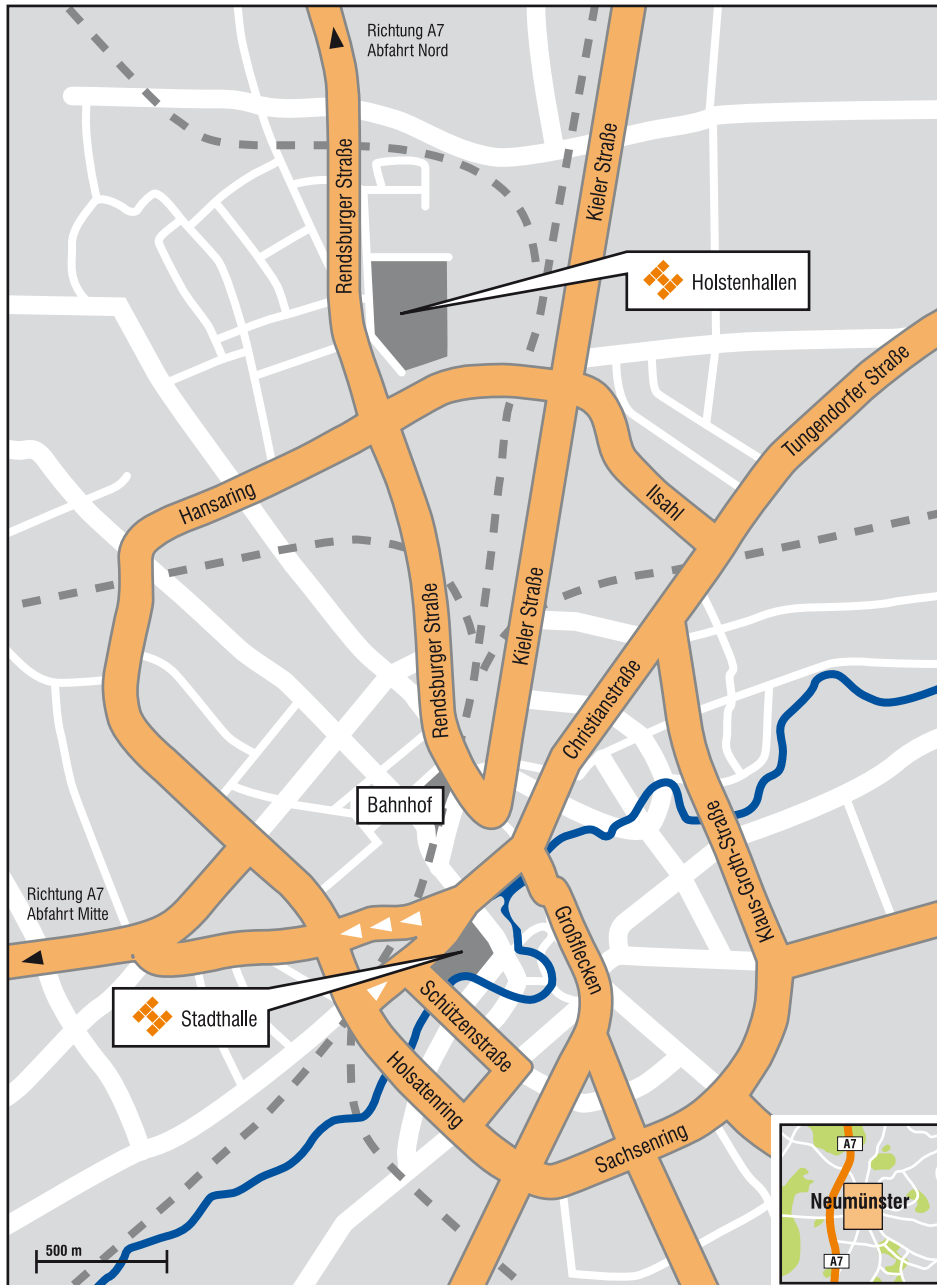 Richtung A7
Abfahrt Nord
Rendsburger Straße
Kieler Straße
Holstenhallen
Tungendorfer Straße
Hansaring
Ilsahl
Rendsburger Straße
Kieler Straße
Christianstraße
Bahnhof
Klaus-Groth-Straße
Richtung A7
Abfahrt Mitte
Großflecken
Stadthalle
Schützenstraße
Holsatenring
Sachsenring
A7
Neumünster
A7
500 m